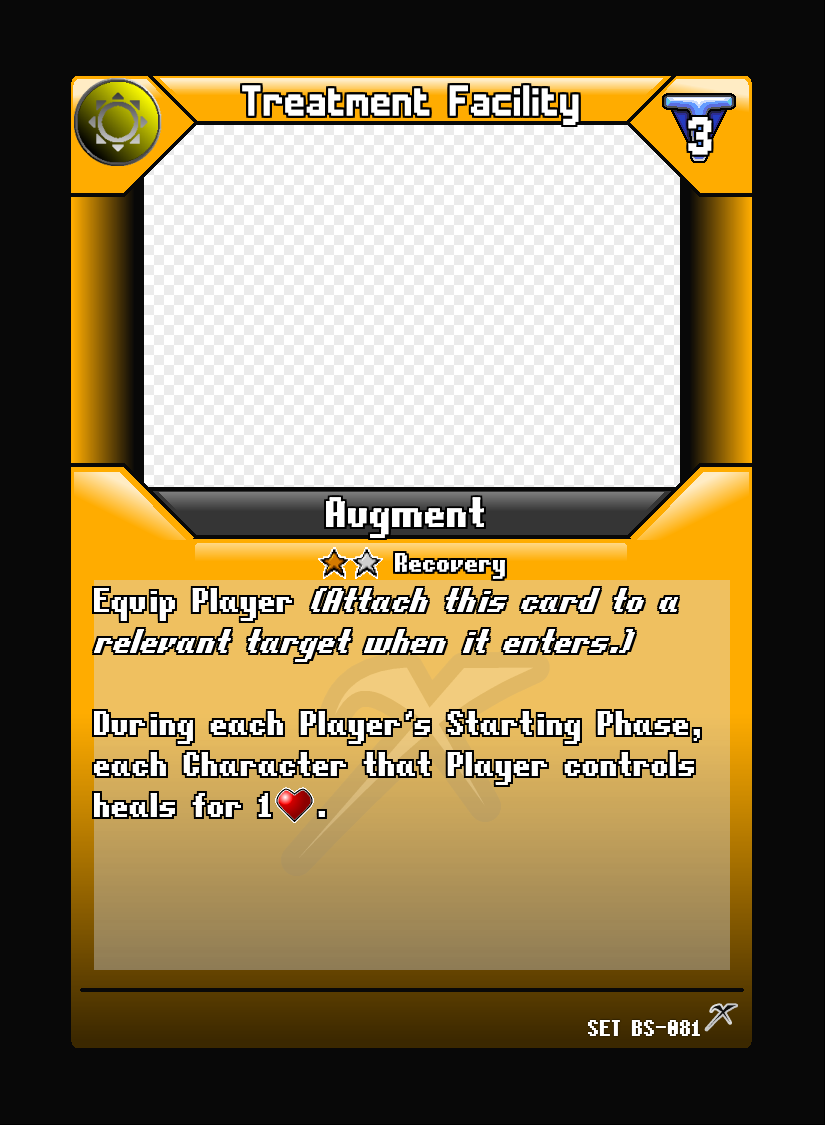 Treatment Facility
3
Augment
Recovery
Equip Player (Attach this card to a
relevant target when it enters.)
During each Player's Starting Phase,
each Character that Player controls
heals for 1.
SET BS-081